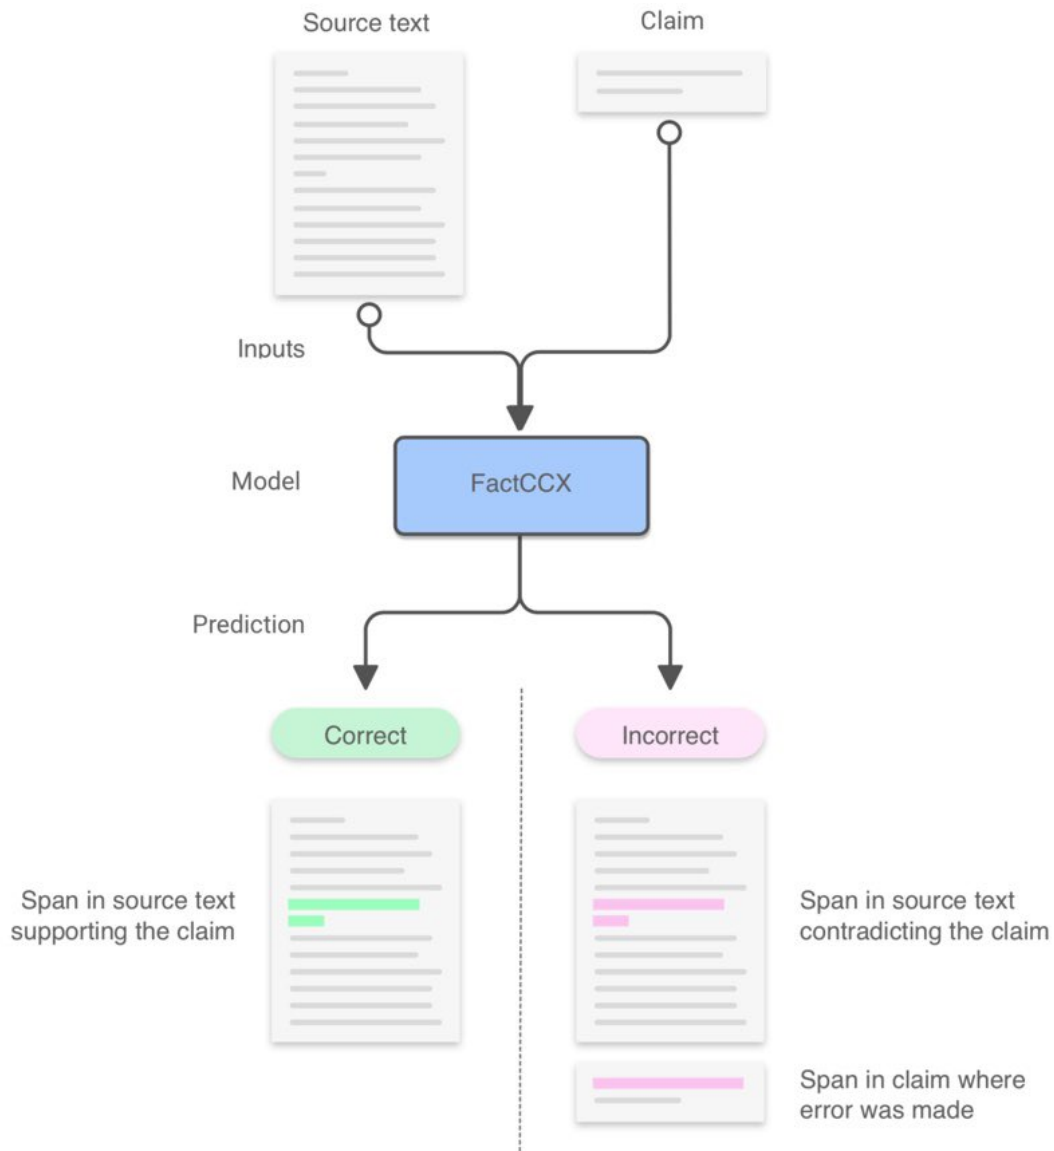 Source text
Claim
Inputs
Model
FactCCX
Prediction
Correct
Incorrect
Span in source text
supporting the claim
Span in source text
contradicting the claim
Span in claim where
error was made